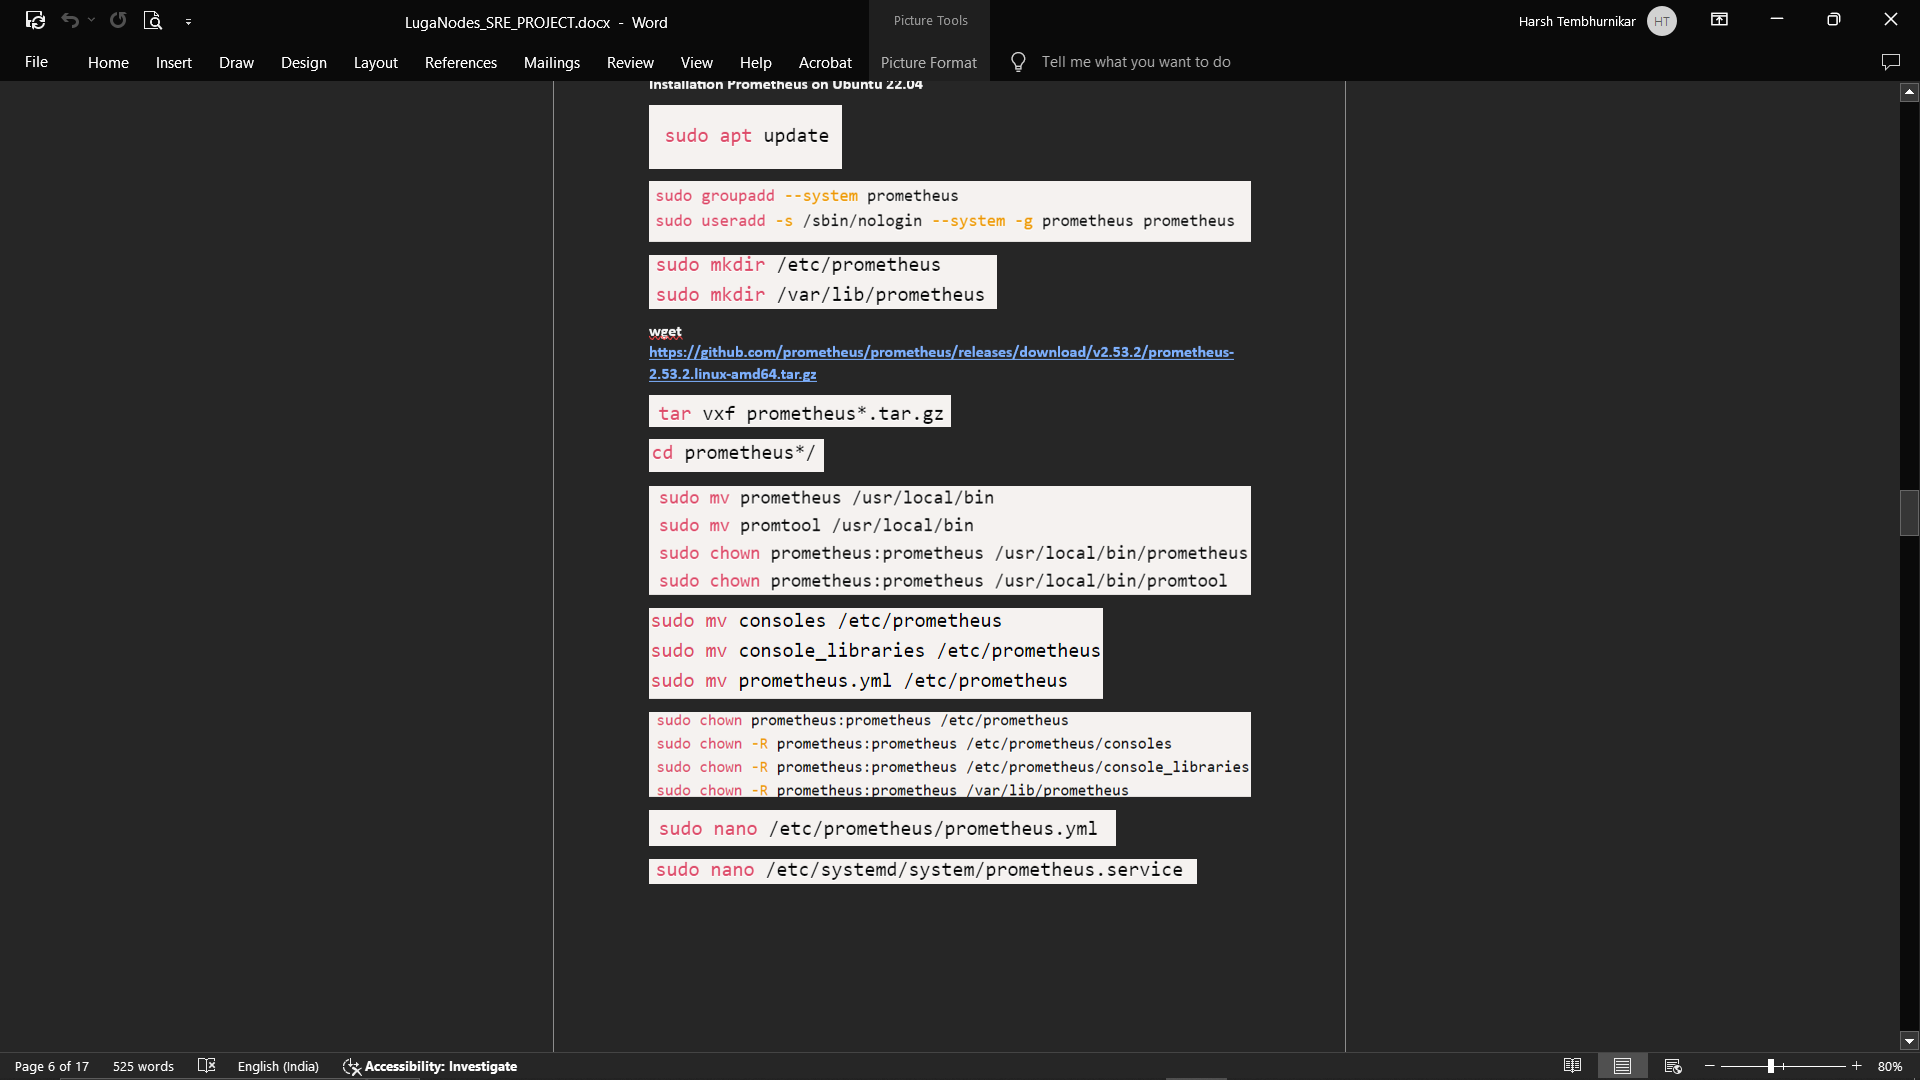 LugaNodes_SRE_PROJECT.docx - Word
Picture Tools
Harsh Tembhurnikar
HT
File
Home
Insert
Draw
Design
Layout
References
Mailings
Review
View
Help
Acrobat
Picture Format
Tell me what you want to do
Installation Prometheus on Ubuntu 22.04
sudo apt update
sudo groupadd --system prometheus
sudo useradd -s /sbin/nologin --system -g prometheus prometheus
sudo mkdir /etc/prometheus
sudo mkdir /var/lib/prometheus
wget
https://github.com/prometheus/prometheus/releases/download/v2.53.2/prometheus-
2.53.2.linux-amd64.tar.gz
tar vxf prometheus*.tar.gz
cd prometheus*/
sudo mv prometheus /usr/local/bin
sudo mv promtool /usr/local/bin
sudo chown prometheus:prometheus /usr/local/bin/prometheus
sudo chown prometheus:prometheus /usr/local/bin/promtool
sudo mv consoles /etc/prometheus
sudo mv console_libraries /etc/prometheus
sudo mv prometheus.yml /etc/prometheus
sudo chown prometheus:prometheus /etc/prometheus
sudo chown -R prometheus:prometheus /etc/prometheus/consoles
sudo chown -R prometheus:prometheus /etc/prometheus/console_libraries
sudo chown -R prometheus:prometheus /var/lib/prometheus
sudo nano /etc/prometheus/prometheus.yml
sudo nano /etc/systemd/system/prometheus.service
Page 6 of 17
525 words
English (India)
Accessibility: Investigate
80%